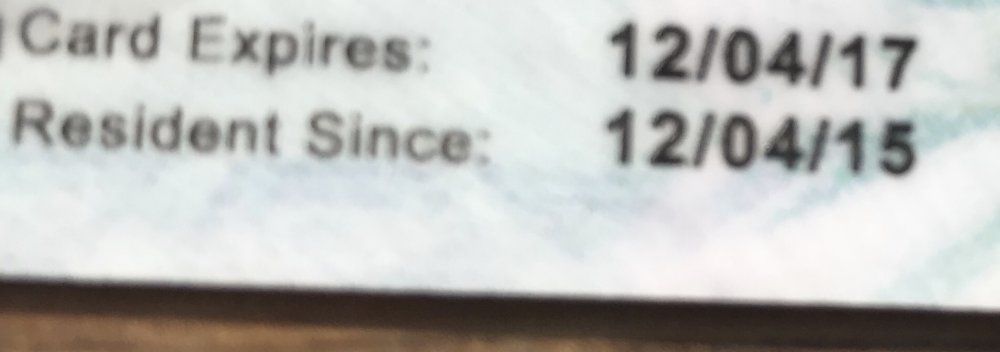 Card Expires: 12/04/17
Resident Since: 12/04/15